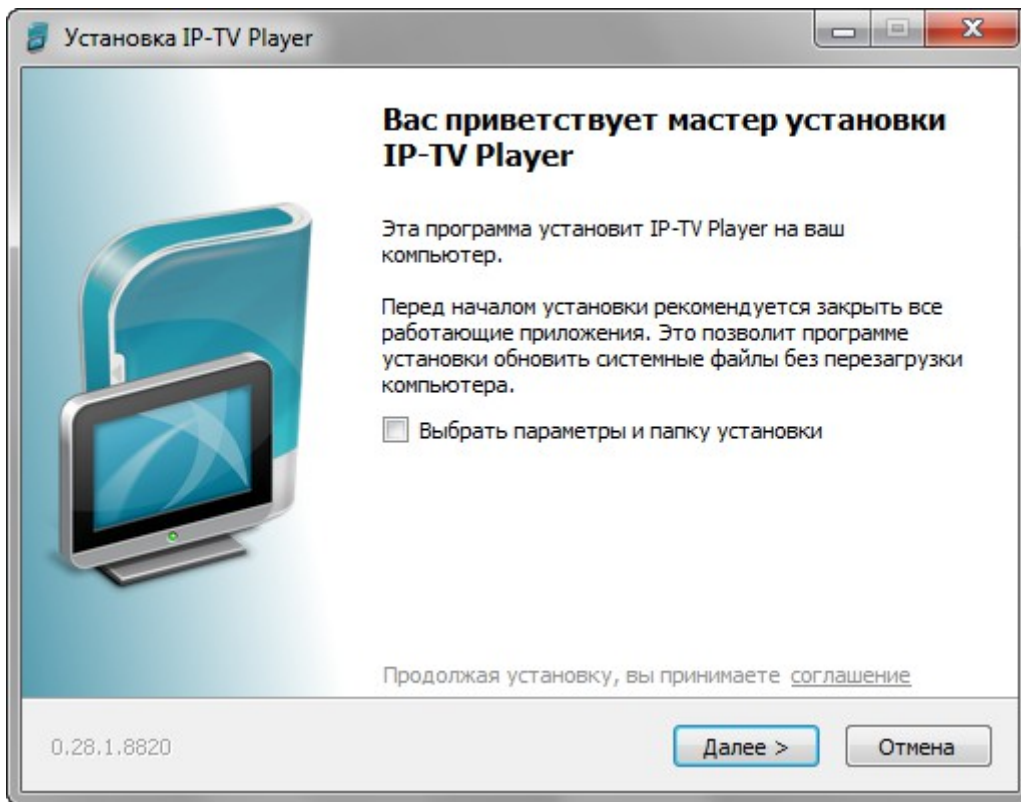 Установка IP-TV Player
Вас приветствует мастер установки
IP-TV Player
Эта программа установит IP-TV Player на ваш
компьютер.
Перед началом установки рекомендуется закрыть все
работающие приложения. Это позволит программе
установки обновить системные файлы без перезагрузки
компьютера.
Выбрать параметры и папку установки
Продолжая установку, вы принимаете соглашение
0.28.1.8820
Далее >
Отмена